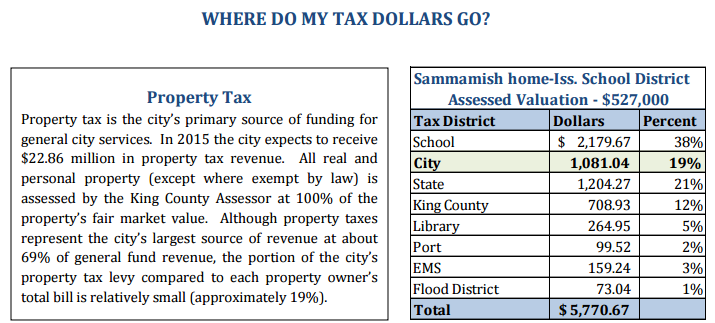 WHERE DO MY TAX DOLLARS GO?
Property Tax
Property tax is the city's primary source of funding for
general city services. In 2015 the city expects to receive
$22.86 million in property tax revenue. All real and
personal property (except where exempt by law) is
assessed by the King County Assessor at 100% of the
property's fair market value. Although property taxes
represent the city's largest source of revenue at about
69% of general fund revenue, the portion of the city's
property tax levy compared to each property owner's
total bill is relatively small (approximately 19%).
Sammamish home-Iss. School District
Assessed Valuation - $527,000
Tax District Dollars Percent
School $ 2,179.67 38%
City 1,081.04 19%
State 1,204.27 21%
King County 708.93 12%
Library 264.95 5%
Port 99.52 2%
EMS 159.24 3%
Flood District 73.04 1%
Total $ 5,770.67